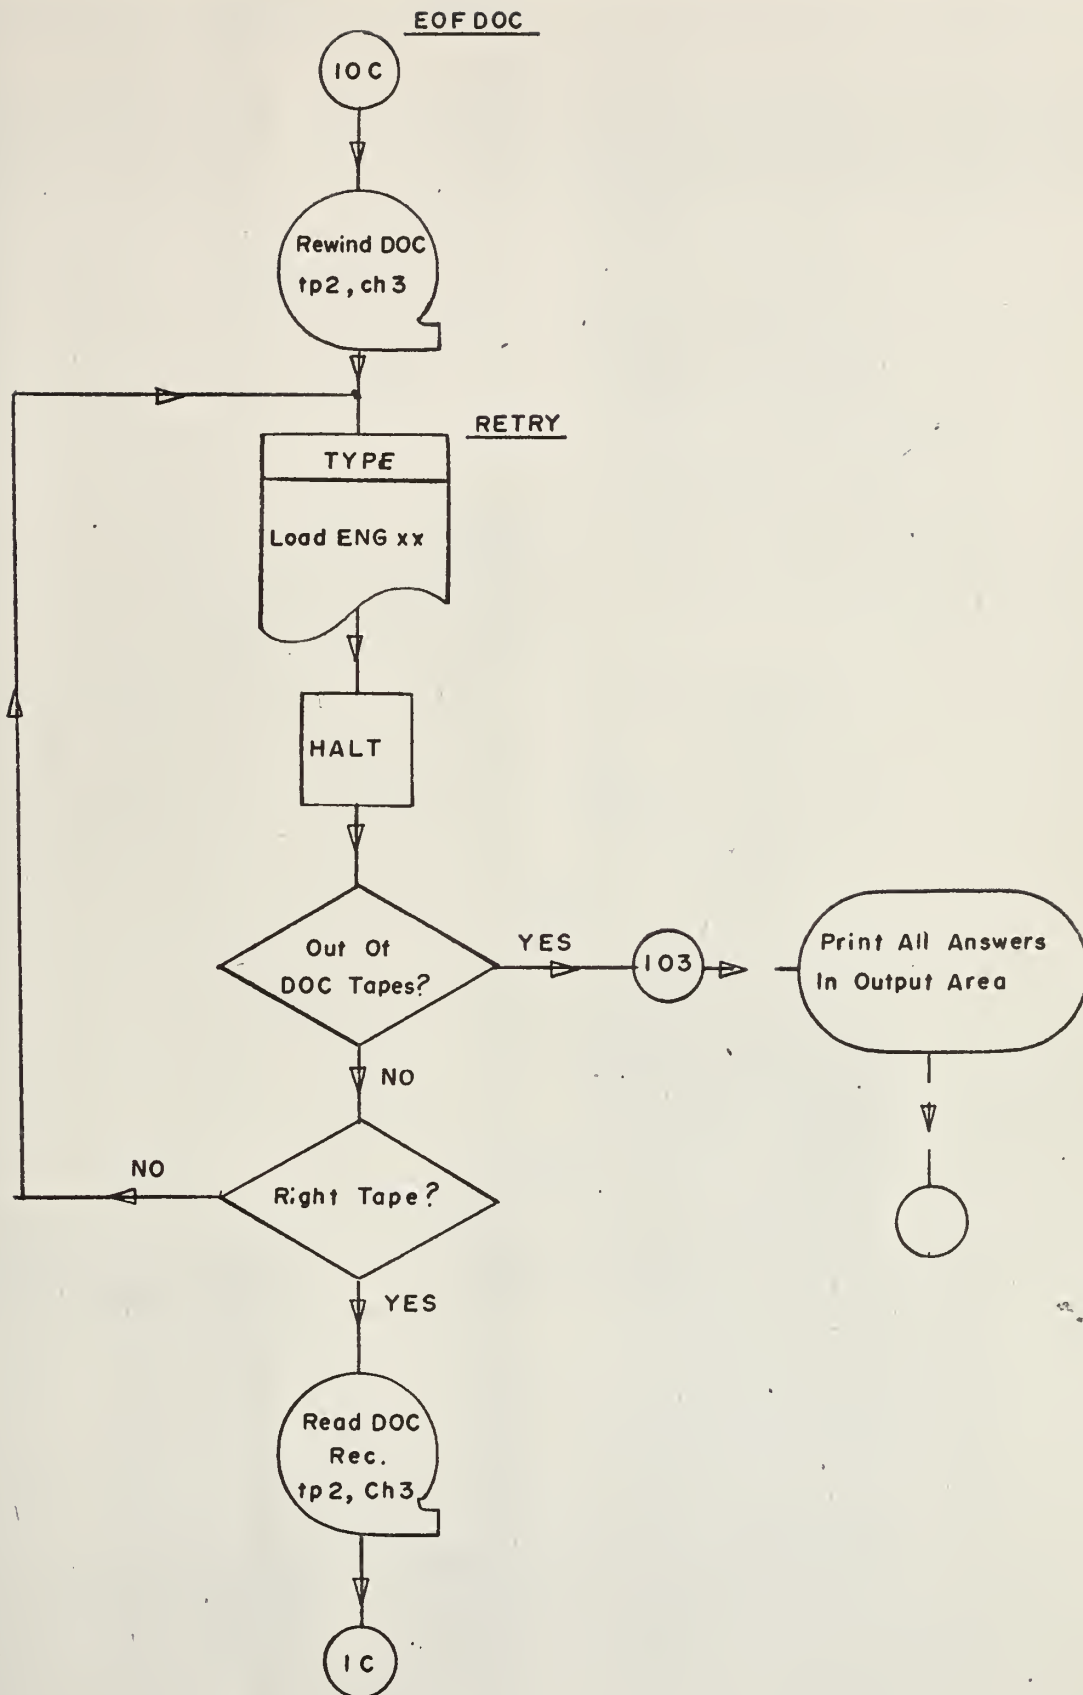 EOF DOC
10C
Rewind DOC
tp2, ch3
RETRY
TYPE
Load ENG xx
HALT
Out Of
DOC Tapes?
YES
103
Print All Answers
In Output Area
NO
Right Tape?
NO
YES
Read DOC
Rec.
tp2, Ch3
1C